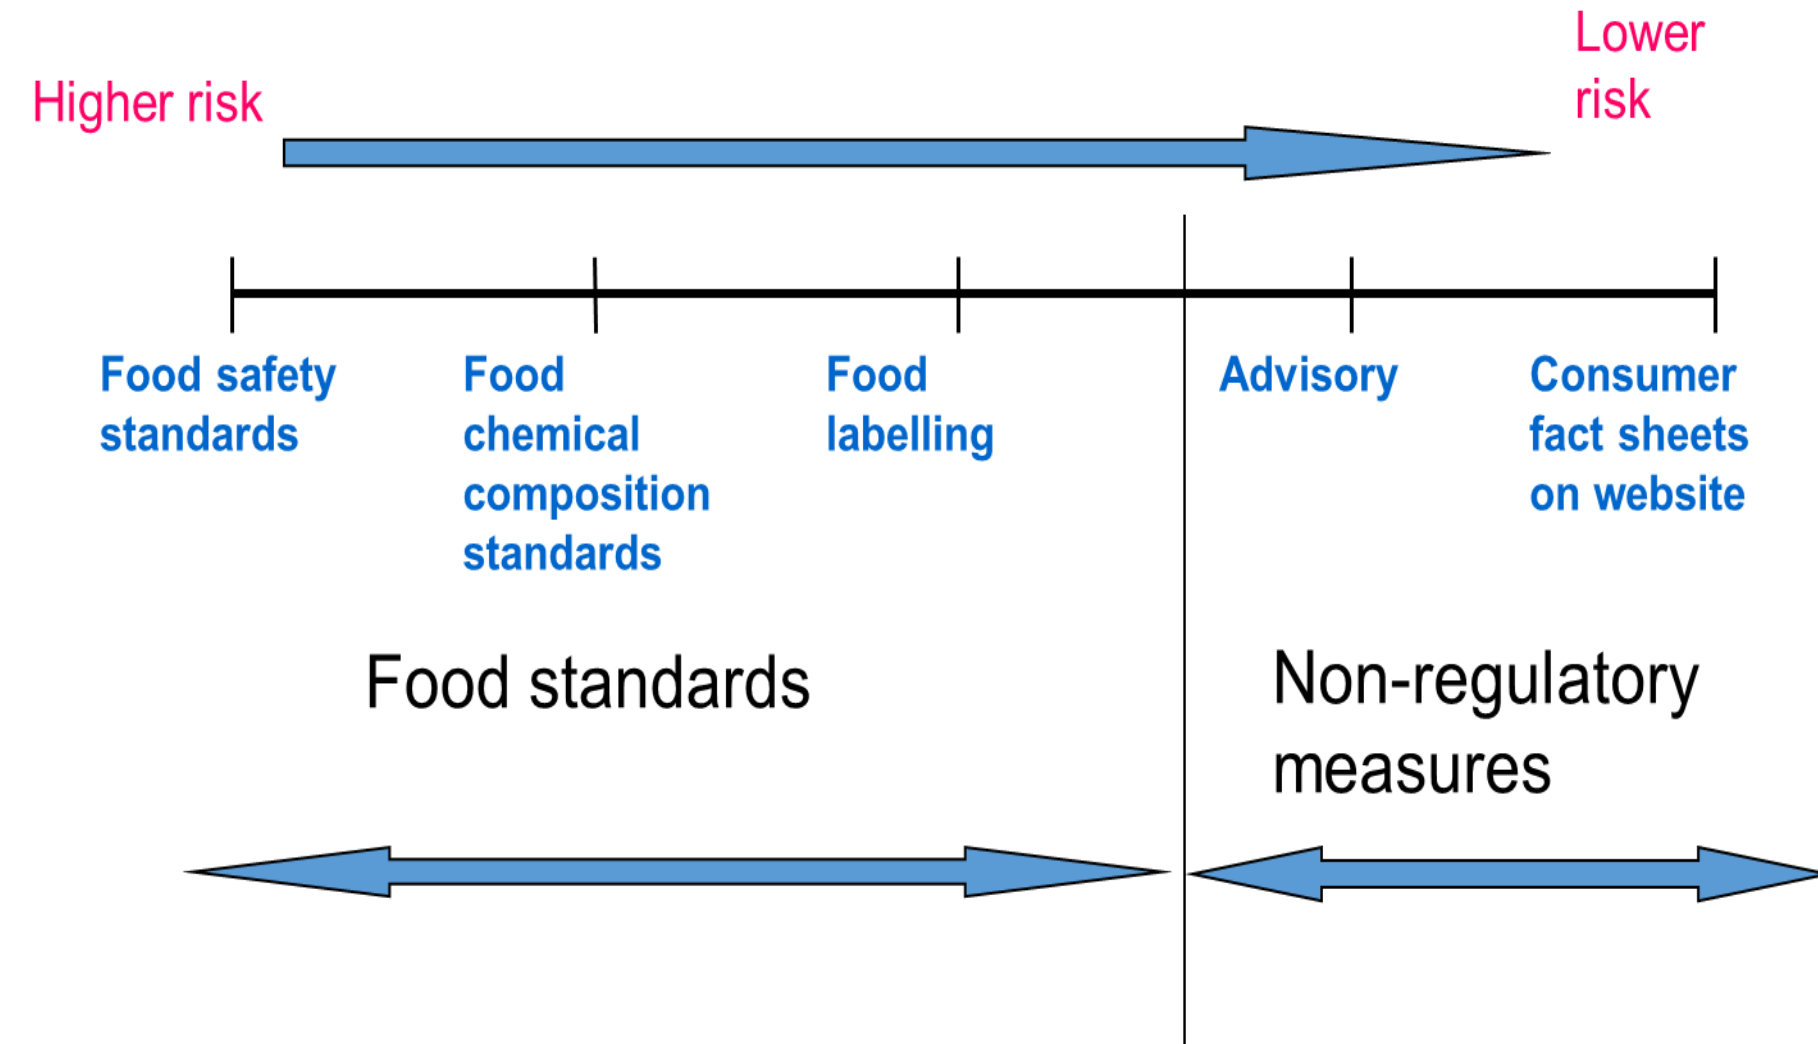 Lower
risk
Higher risk
Food safety
standards
Food
chemical
composition
standards
Food
labelling
Advisory
Consumer
fact sheets
on website
Food standards
Non-regulatory
measures